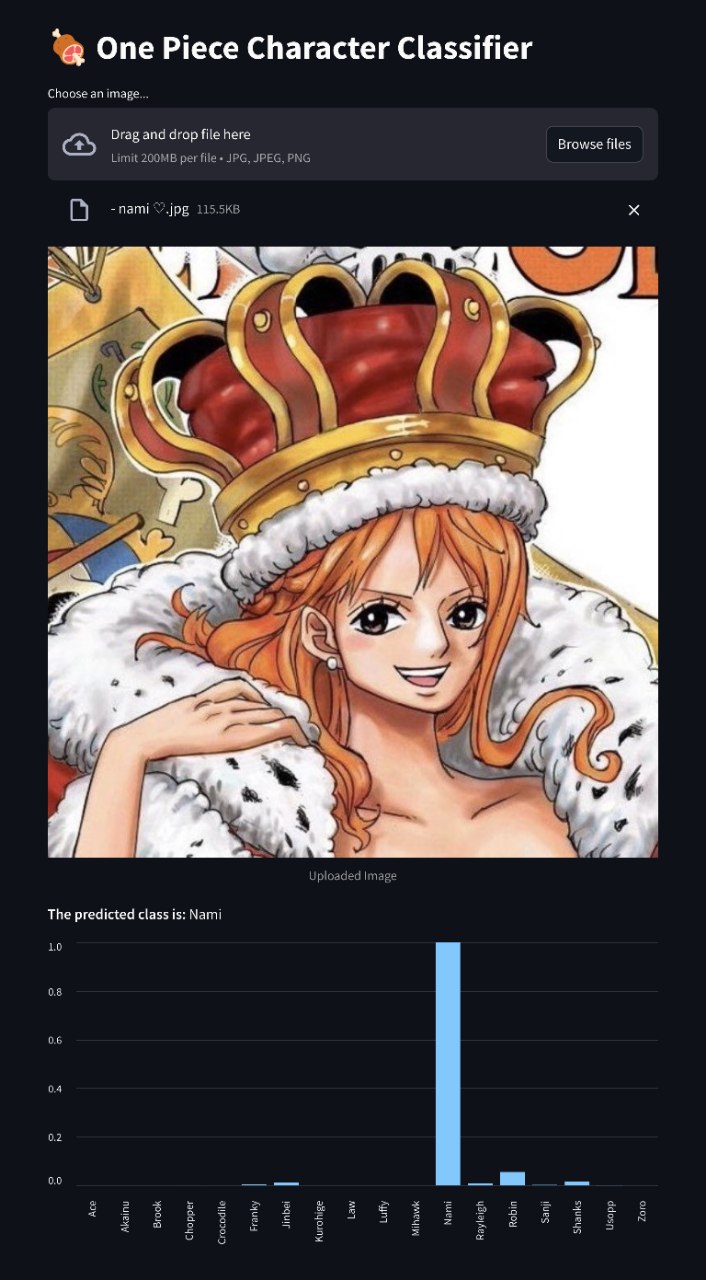 🍖 One Piece Character Classifier
Choose an image...
Drag and drop file here
Limit 200MB per file • JPG, JPEG, PNG
Browse files
- nami ♡.jpg 115.5KB
Uploaded Image
The predicted class is: Nami
1.0
0.8
0.6
0.4
0.2
0.0
Ace
Akainu
Brook
Chopper
Crocodile
Franky
Jinbei
Kurohige
Law
Luffy
Mihawk
Nami
Rayleigh
Robin
Sanji
Shanks
Usopp
Zoro